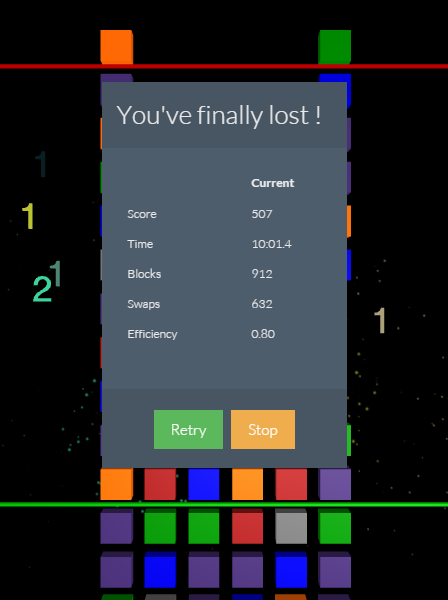 You've finally lost !
Current
Score 507
Time 10:01.4
Blocks 912
Swaps 632
Efficiency 0.80
Retry Stop
1
1
1
2
1